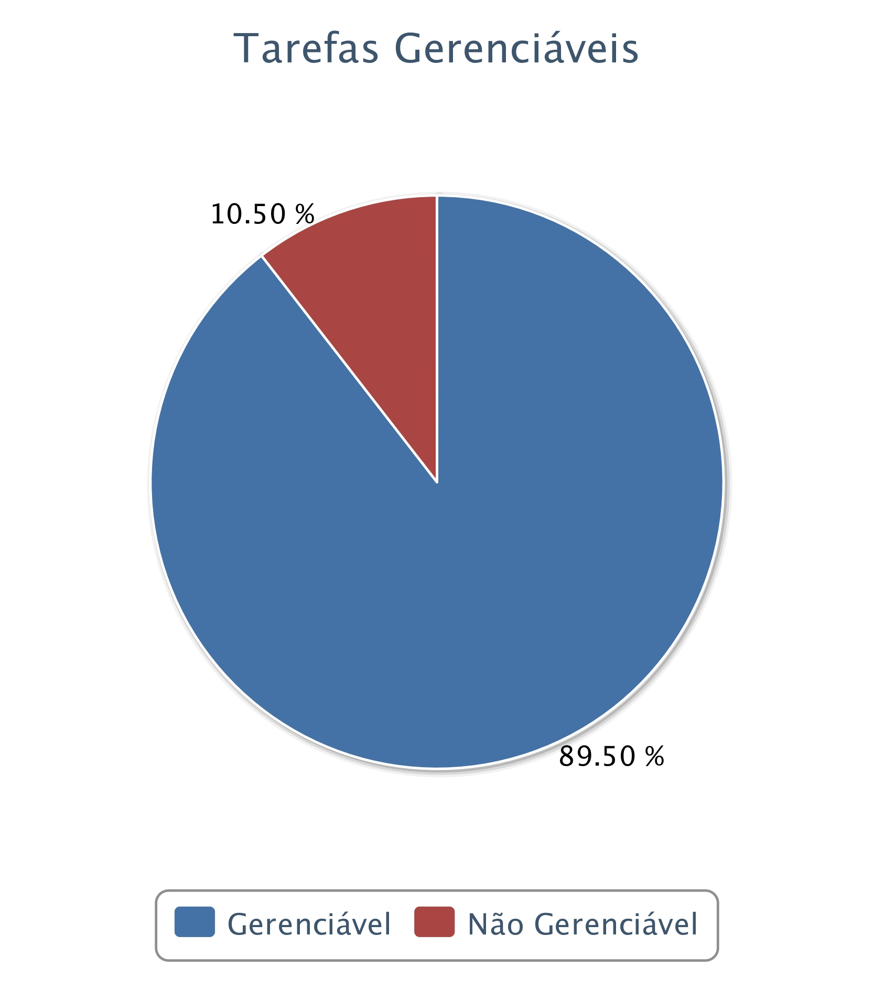 Tarefas Gerenciáveis
10.50 %
89.50 %
Gerenciável Não Gerenciável